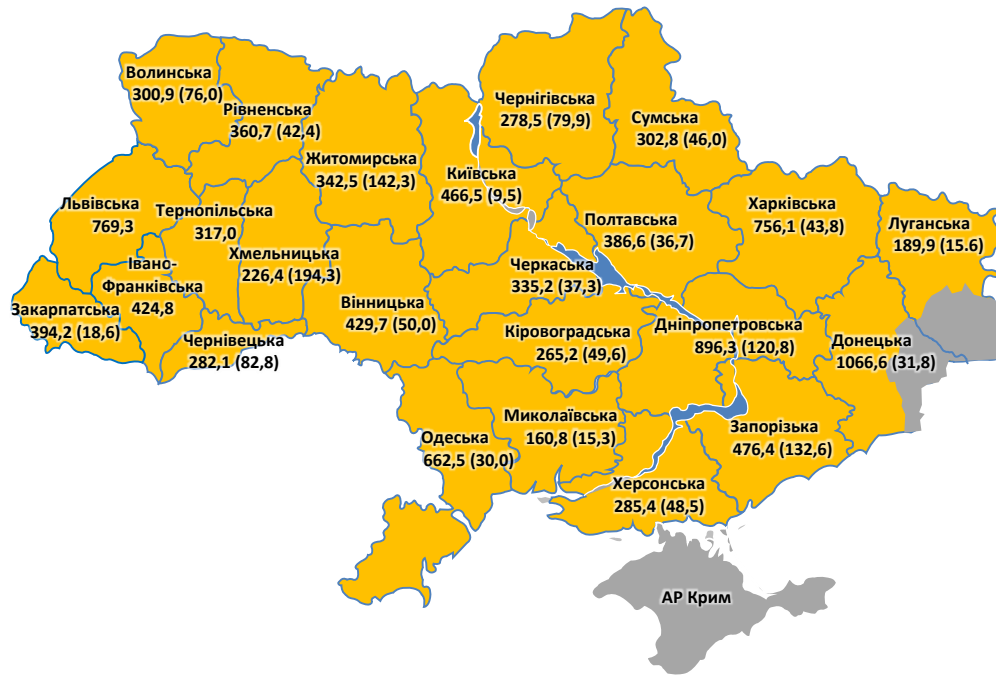 Волинська
300,9 (76,0)
Рівненська
360,7 (42,4)
Житомирська
342,5 (142,3)
Київська
466,5 (9,5)
Чернігівська
278,5 (79,9)
Сумська
302,8 (46,0)
Львівська
769,3
Тернопільська
317,0
Хмельницька
226,4 (194,3)
Івано-
Франківська
424,8
Закарпатська
394,2 (18,6)
Чернівецька
282,1 (82,8)
Вінницька
429,7 (50,0)
Черкаська
335,2 (37,3)
Полтавська
386,6 (36,7)
Харківська
756,1 (43,8)
Луганська
189,9 (15.6)
Кіровоградська
265,2 (49,6)
Дніпропетровська
896,3 (120,8)
Донецька
1066,6 (31,8)
Одеська
662,5 (30,0)
Миколаївська
160,8 (15,3)
Запорізька
476,4 (132,6)
Херсонська
285,4 (48,5)
АР Крим